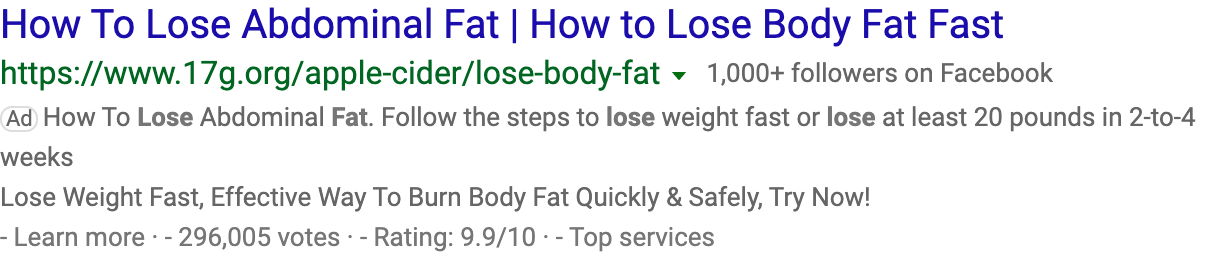 How To Lose Abdominal Fat | How to Lose Body Fat Fast
https://www.17g.org/apple-cider/lose-body-fat 1,000+ followers on Facebook
Ad How To Lose Abdominal Fat. Follow the steps to lose weight fast or lose at least 20 pounds in 2-to-4
weeks
Lose Weight Fast, Effective Way To Burn Body Fat Quickly & Safely, Try Now!
- Learn more · - 296,005 votes · - Rating: 9.9/10 · - Top services